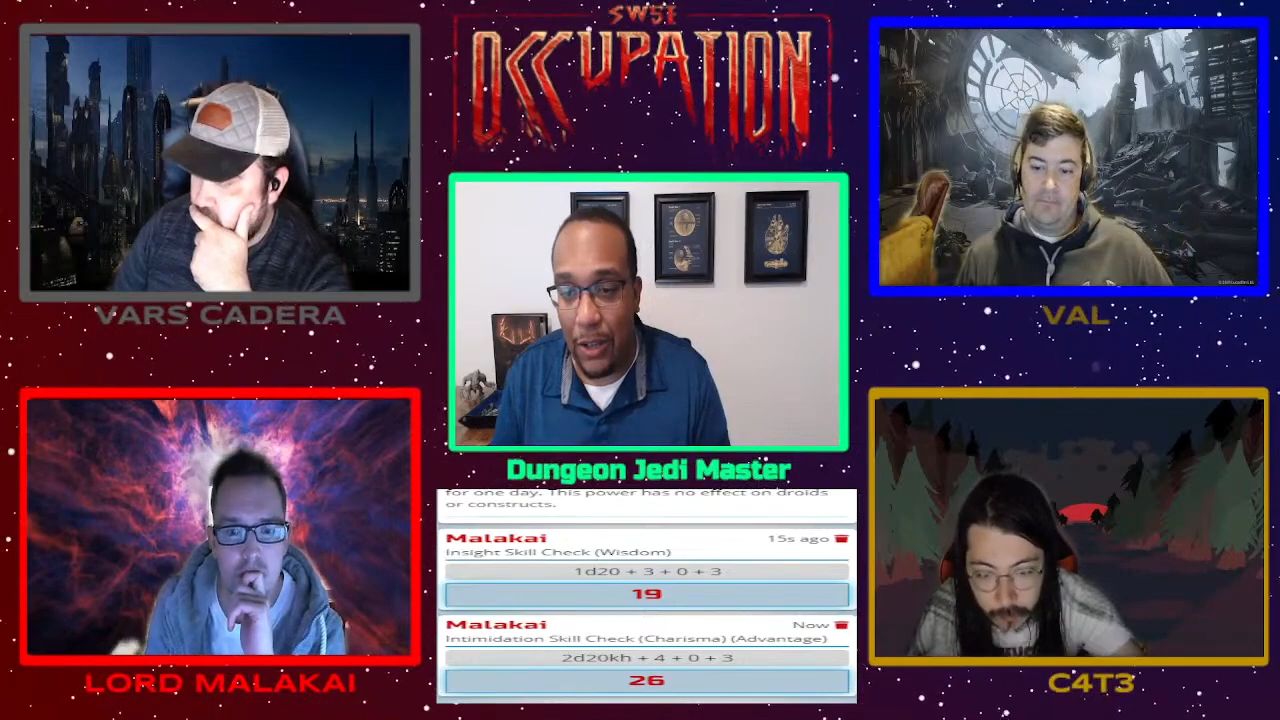 SW5E
OCCUPATION
VARS CADERA
VAL
Dungeon Jedi Master
for one day. This power has no effect on droids
or constructs.
Malakai 15s ago
Insight Skill Check (Wisdom)
1d20 + 3 + 0 + 3
19
Malakai Now
Intimidation Skill Check (Charisma) (Advantage)
2d20kh + 4 + 0 + 3
26
LORD MALAKAI
C4T3